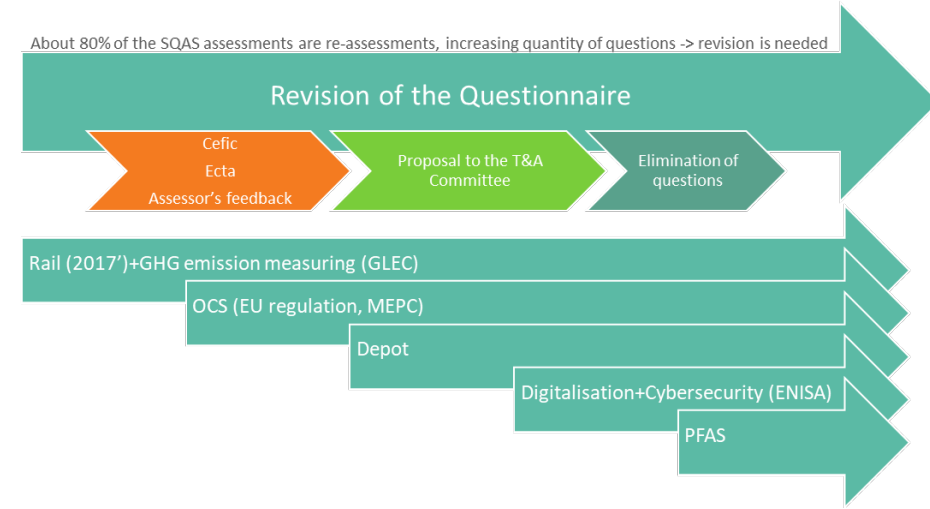 About 80% of the SQAS assessments are re-assessments, increasing quantity of questions -> revision is needed
Revision of the Questionnaire
Cefic
Ecta
Assessor’s feedback
Proposal to the T&A
Committee
Elimination of
questions
Rail (2017’)+GHG emission measuring (GLEC)
OCS (EU regulation, MEPC)
Depot
Digitalisation+Cybersecurity (ENISA)
PFAS